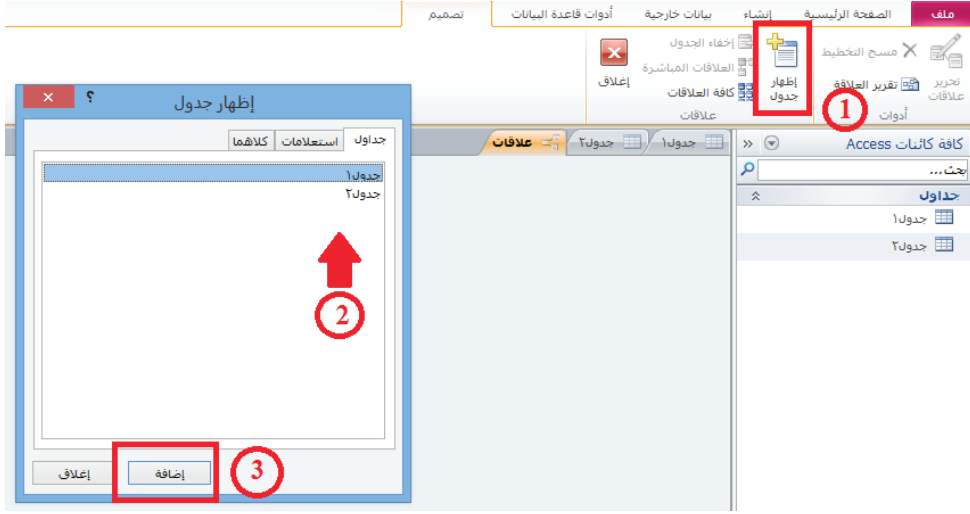 ملف
الصفحة الرئيسية
إنشاء
بيانات خارجية
أدوات قاعدة البيانات
تصميم
تحرير
علاقات
مسح التخطيط
تقرير العلاقة
أدوات
إظهار
جدول
إخفاء الجدول
العلاقات المباشرة
كافة العلاقات
علاقات
إغلاق
1
كافة كائنات Access
بحث...
جداول
جدول١
جدول٢
جدول١
جدول٢
علاقات
إظهار جدول
؟
جداول
استعلامات
كلاهما
جدول١
جدول٢
2
إضافة
إغلاق
3